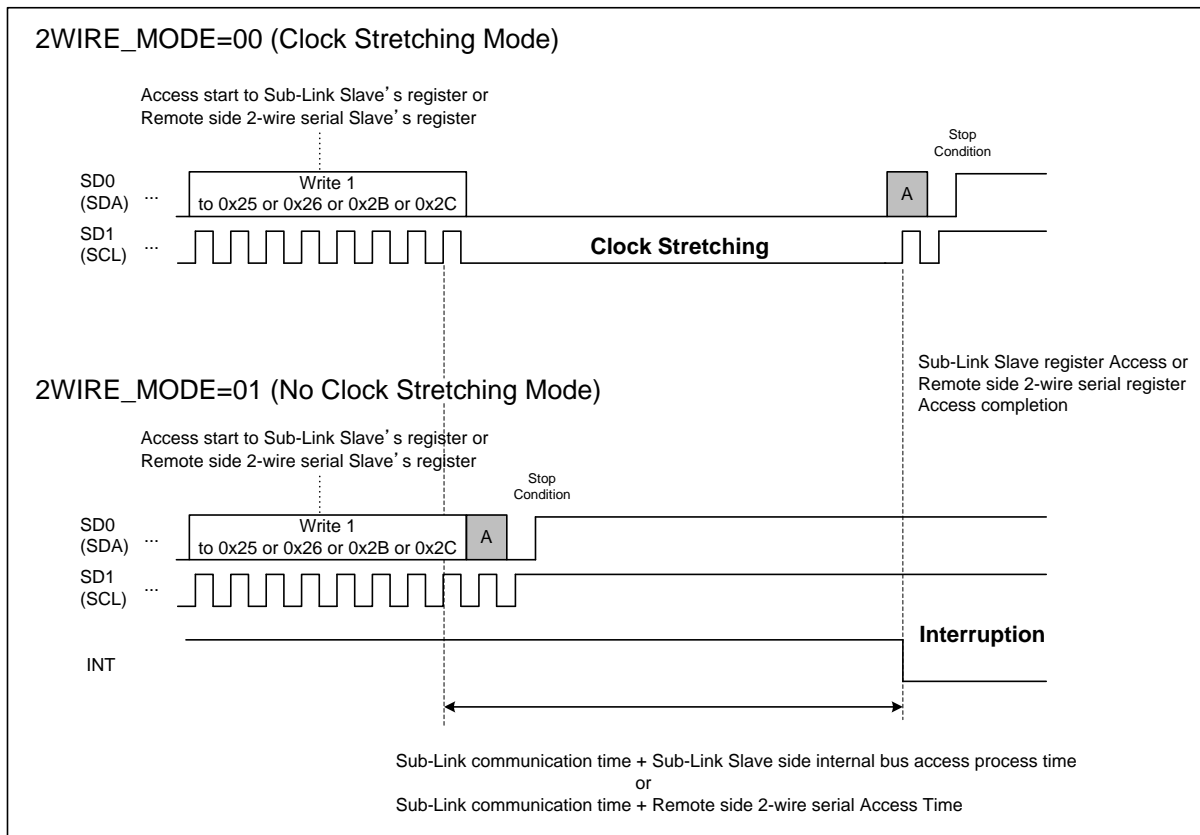 2WIRE_MODE=00 (Clock Stretching Mode)
Access start to Sub-Link Slave's register or
Remote side 2-wire serial Slave's register
Stop
Condition
SD0
(SDA) ...
Write 1
to 0x25 or 0x26 or 0x2B or 0x2C
A
SD1
(SCL) ...
Clock Stretching
Sub-Link Slave register Access or
Remote side 2-wire serial register
Access completion
2WIRE_MODE=01 (No Clock Stretching Mode)
Access start to Sub-Link Slave's register or
Remote side 2-wire serial Slave's register
Stop
Condition
SD0
(SDA) ...
Write 1
to 0x25 or 0x26 or 0x2B or 0x2C
A
SD1
(SCL) ...
Interruption
INT
Sub-Link communication time + Sub-Link Slave side internal bus access process time
or
Sub-Link communication time + Remote side 2-wire serial Access Time